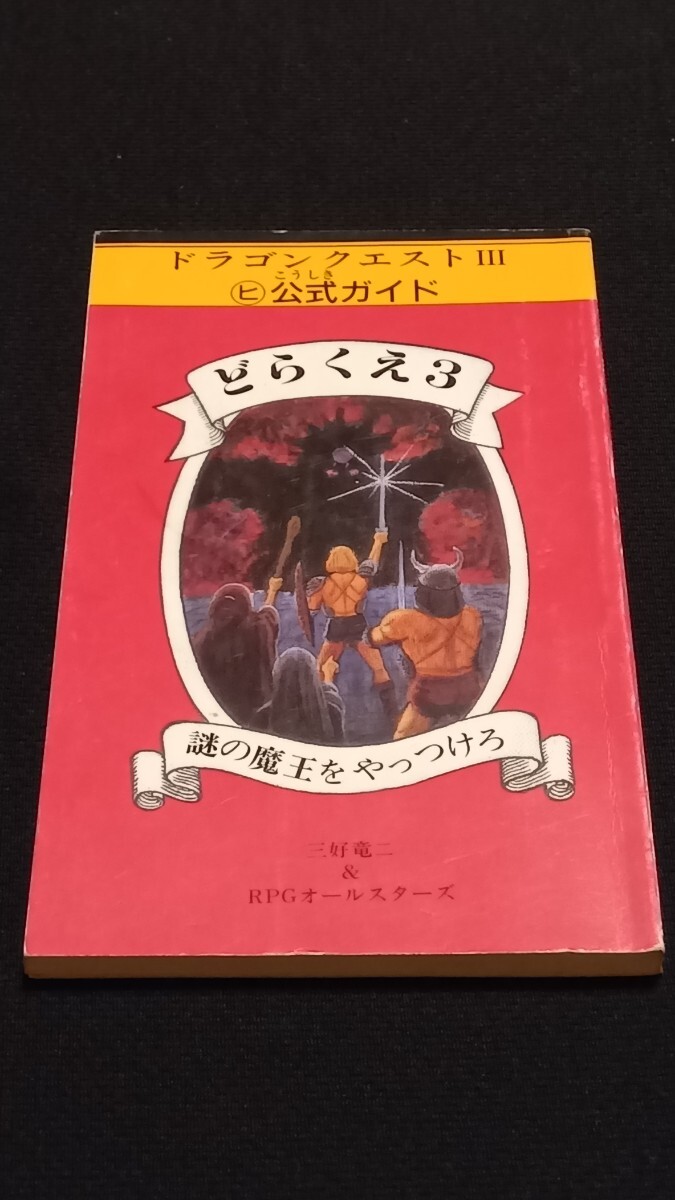 ドラゴンクエストIII
こうしき
㋪公式ガイド
どらくえ3
謎の魔王をやっつけろ
三好竜二
&
RPGオールスターズ